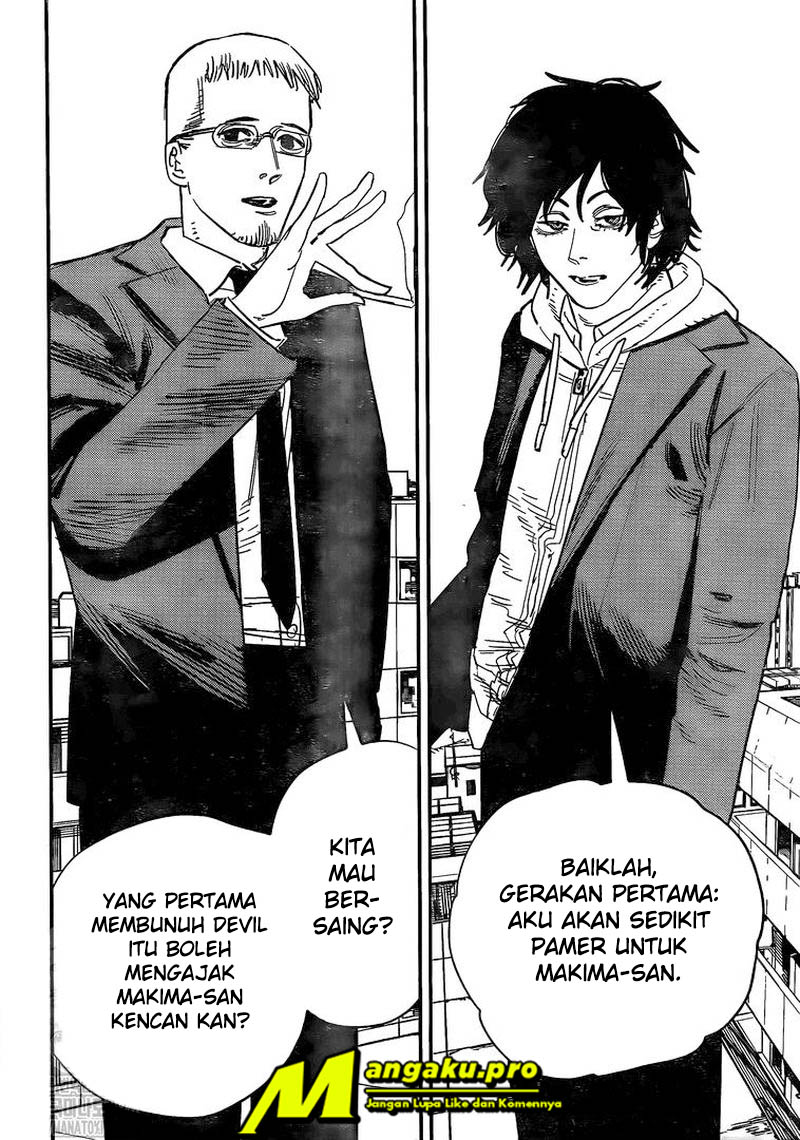 BAIKLAH,
GERAKAN PERTAMA:
AKU AKAN SEDIKIT
PAMER UNTUK
MAKIMA-SAN.
KITA
MAU
BER-
SAING?
YANG PERTAMA
MEMBUNUH DEVIL
ITU BOLEH
MENGAJAK
MAKIMA-SAN
KENCAN KAN?
Mangaku.pro
Jangan Lupa Like dan Komennya
MANATOKI